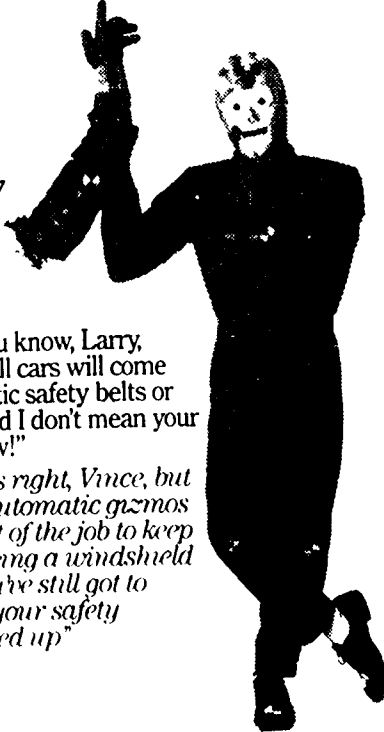 u know, Larry,
ll cars will come
tic safety belts or
d I don't mean your
w!"
s right, Vince, but
utomatic gizmos
t of the job to keep
ing a windshield
u've still got to
your safety
ed up"